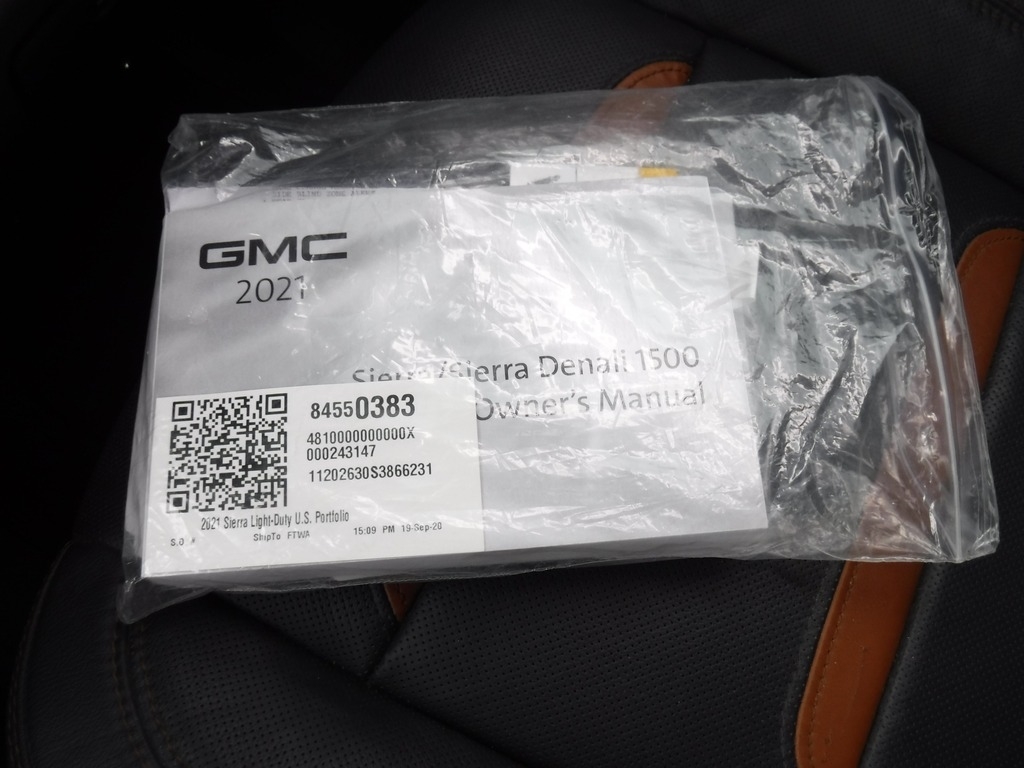 GMC
2021
Sierra/Sierra Denali 1500
Owner's Manual
84550383
4810000000000X
000243147
11202630S3866231
2021 Sierra Light-Duty U.S. Portfolio
S.O. # ShipTo FTWA 15:09 PM 19-Sep-20